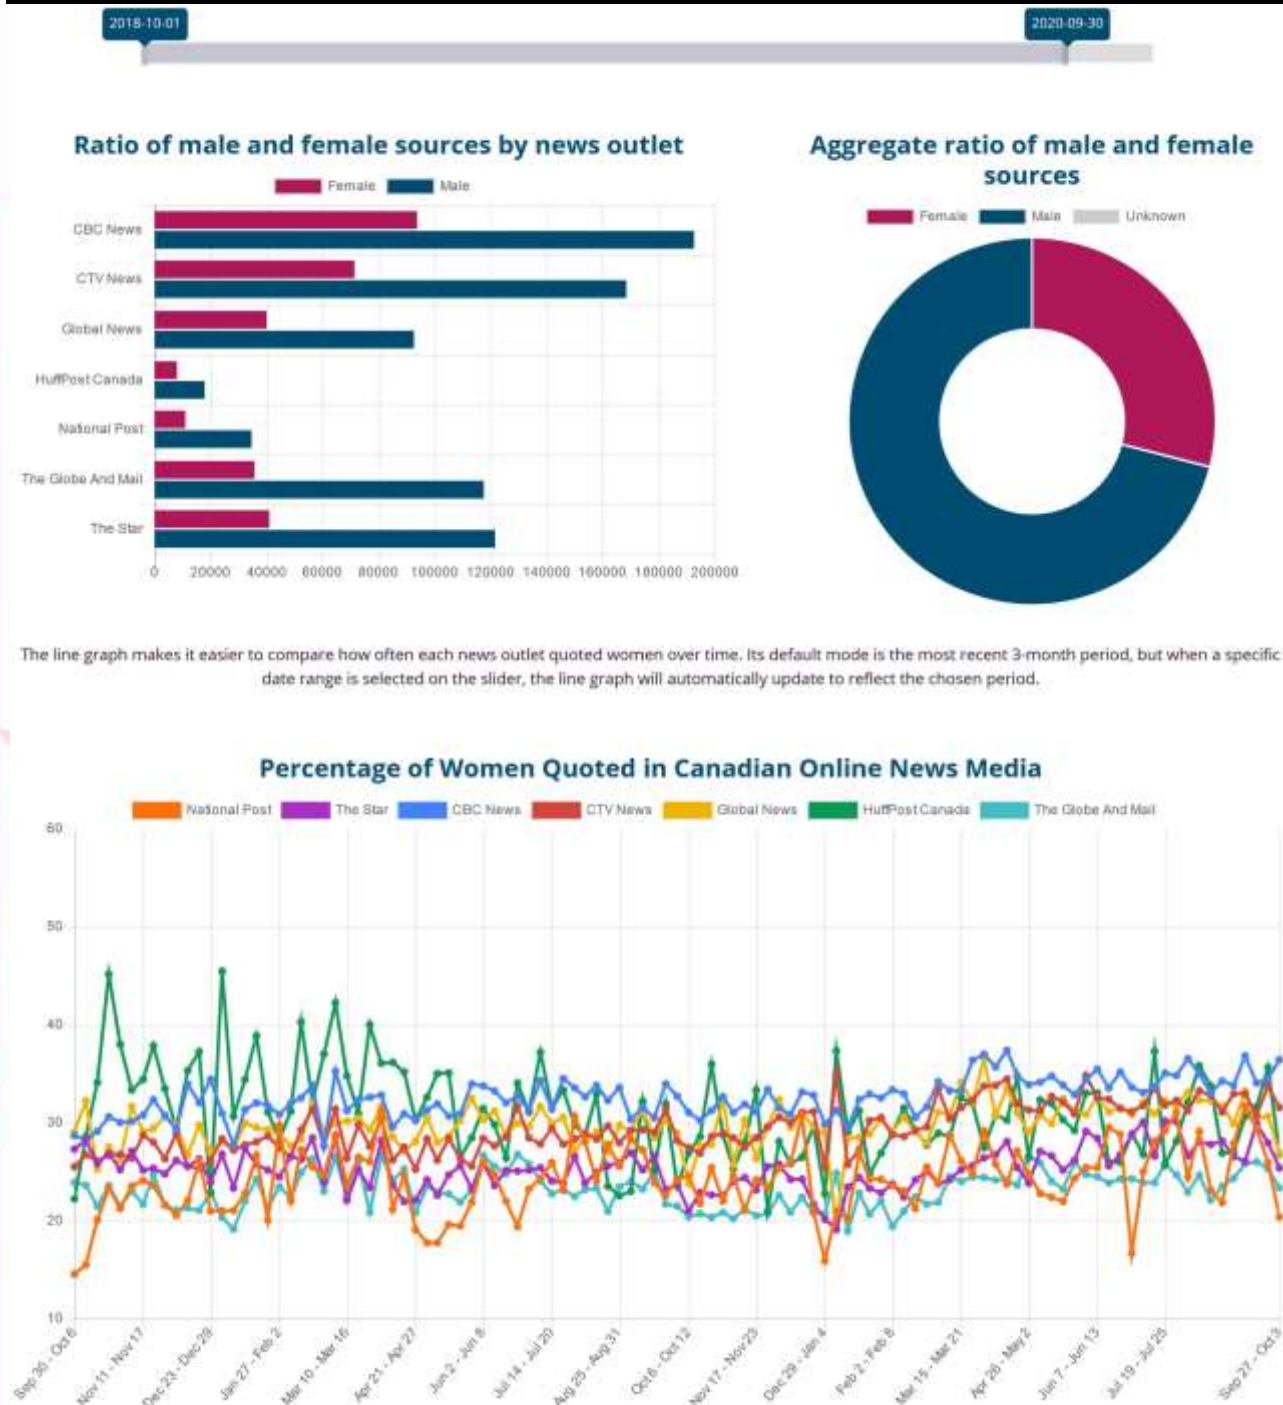 2018-10-01
2020-09-30
Ratio of male and female sources by news outlet
Female Male
CBC News
CTV News
Global News
HuffPost Canada
National Post
The Globe And Mail
The Star
0 20000 40000 60000 80000 100000 120000 140000 160000 180000 200000
Aggregate ratio of male and female
sources
Female Male Unknown
The line graph makes it easier to compare how often each news outlet quoted women over time. Its default mode is the most recent 3-month period, but when a specific
date range is selected on the slider, the line graph will automatically update to reflect the chosen period.
Percentage of Women Quoted in Canadian Online News Media
National Post The Star CBC News CTV News Global News HuffPost Canada The Globe And Mail
60
50
40
30
20
10
Sep 30 - Oct 6
Nov 11 - Nov 17
Dec 23 - Dec 29
Jan 27 - Feb 2
Mar 10 - Mar 16
Apr 21 - Apr 27
Jun 2 - Jun 8
Jul 14 - Jul 20
Aug 25 - Aug 31
Oct 6 - Oct 12
Nov 17 - Nov 23
Dec 29 - Jan 4
Feb 2 - Feb 8
Mar 15 - Mar 21
Apr 26 - May 2
Jun 7 - Jun 13
Jul 19 - Jul 25
Sep 27 - Oct 3